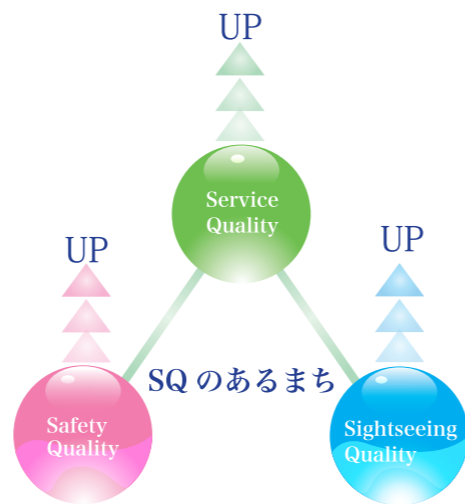 UP
Service
Quality
UP
UP
SQ のあるまち
Safety
Quality
Sightseeing
Quality